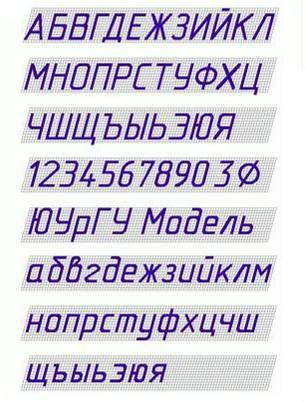 АБВГДЕЖЗИЙКЛ
МНОПРСТУФХЦ
ЧШЩЪЫЬЭЮЯ
1234567890 3 Ø
ЮУрГУ Модель
абвгдежзийклм
нопрстуфхцчш
щъыьэюя